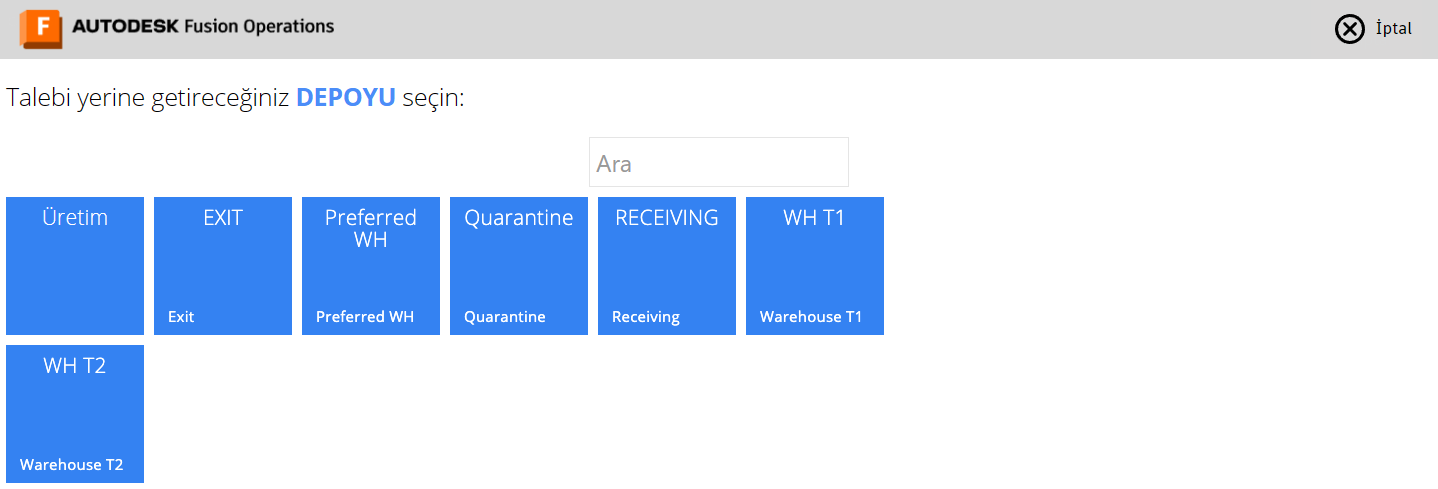 F AUTODESK Fusion Operations
İptal
Talebi yerine getireceğiniz DEPOYU seçin:
Ara
Üretim
EXIT
Exit
Preferred
WH
Preferred WH
Quarantine
Quarantine
RECEIVING
Receiving
WH T1
Warehouse T1
WH T2
Warehouse T2